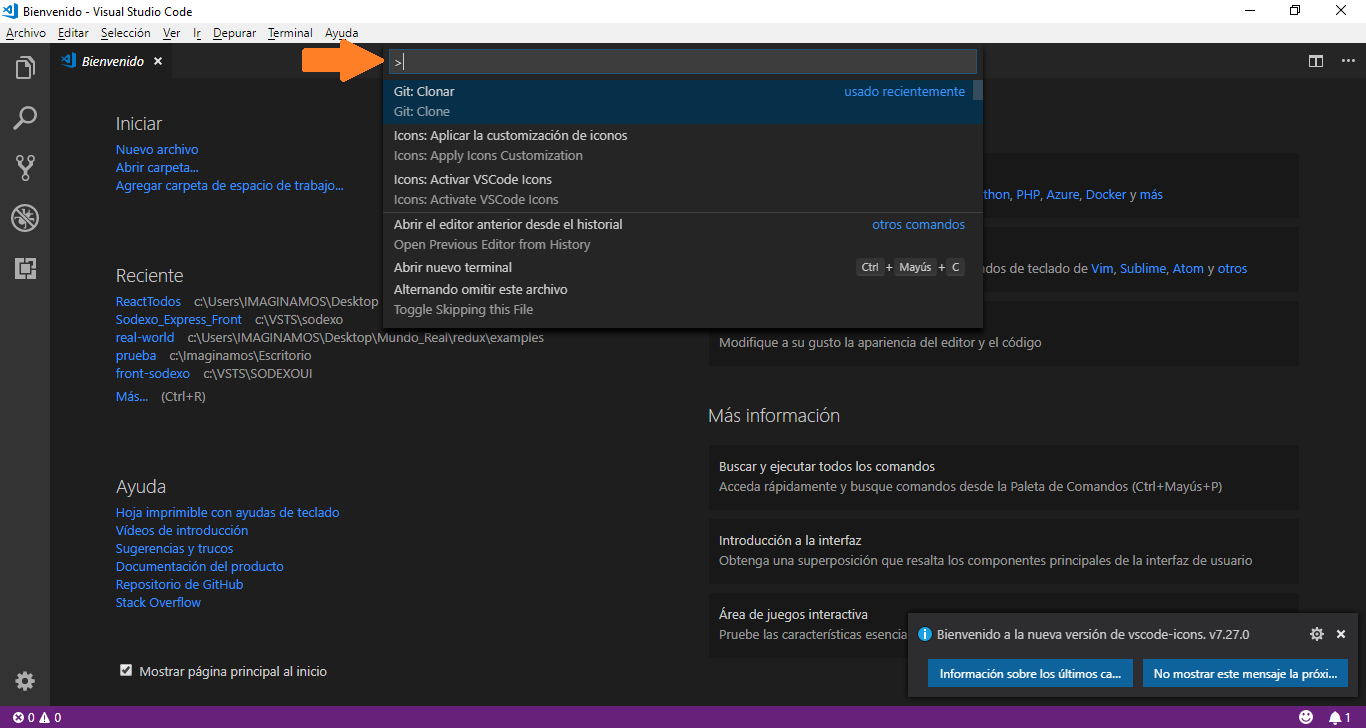 Bienvenido - Visual Studio Code
Archivo Editar Selección Ver Ir Depurar Terminal Ayuda
Bienvenido
>
Git: Clonar usado recientemente
Git: Clone
Icons: Aplicar la customización de iconos
Icons: Apply Icons Customization
Icons: Activar VSCode Icons
Icons: Activate VSCode Icons
Abrir el editor anterior desde el historial otros comandos
Open Previous Editor from History
Abrir nuevo terminal Ctrl + Mayús + C
Alternando omitir este archivo
Toggle Skipping this File
Iniciar
Nuevo archivo
Abrir carpeta...
Agregar carpeta de espacio de trabajo...
Reciente
ReactTodos c:\Users\IMAGINAMOS\Desktop
Sodexo_Express_Front c:\VSTS\sodexo
real-world c:\Users\IMAGINAMOS\Desktop\Mundo_Real\redux\examples
prueba c:\Imaginamos\Escritorio
front-sodexo c:\VSTS\SODEXOUI
Más... (Ctrl+R)
Ayuda
Hoja imprimible con ayudas de teclado
Vídeos de introducción
Sugerencias y trucos
Documentación del producto
Repositorio de GitHub
Stack Overflow
Mostrar página principal al inicio
thon, PHP, Azure, Docker y más
dos de teclado de Vim, Sublime, Atom y otros
Modifique a su gusto la apariencia del editor y el código
Más información
Buscar y ejecutar todos los comandos
Acceda rápidamente y busque comandos desde la Paleta de Comandos (Ctrl+Mayús+P)
Introducción a la interfaz
Obtenga una superposición que resalta los componentes principales de la interfaz de usuario
Área de juegos interactiva
Pruebe las características esencia
Bienvenido a la nueva versión de vscode-icons. v7.27.0
Información sobre los últimos ca... No mostrar este mensaje la próxi...
0 0 1